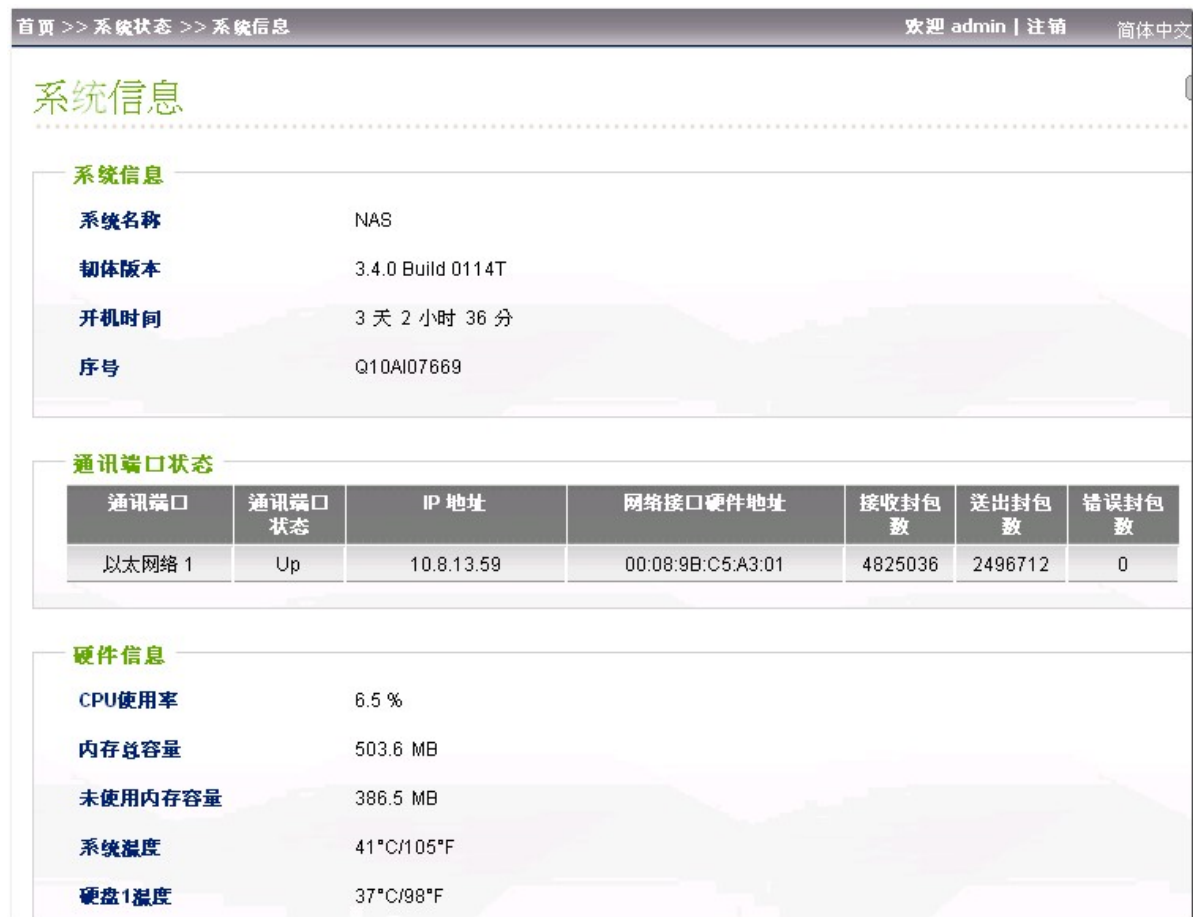 首页 >> 系统状态 >> 系统信息 欢迎 admin | 注销 简体中文
系统信息
系统信息
系统名称 NAS
韧体版本 3.4.0 Build 0114T
开机时间 3 天 2 小时 36 分
序号 Q10AI07669
通讯端口状态
通讯端口 通讯端口状态 IP 地址 网络接口硬件地址 接收封包数 送出封包数 错误封包数
以太网络 1 Up 10.8.13.59 00:08:9B:C5:A3:01 4825036 2496712 0
硬件信息
CPU使用率 6.5 %
内存总容量 503.6 MB
未使用内存容量 386.5 MB
系统温度 41°C/105°F
硬盘1温度 37°C/98°F